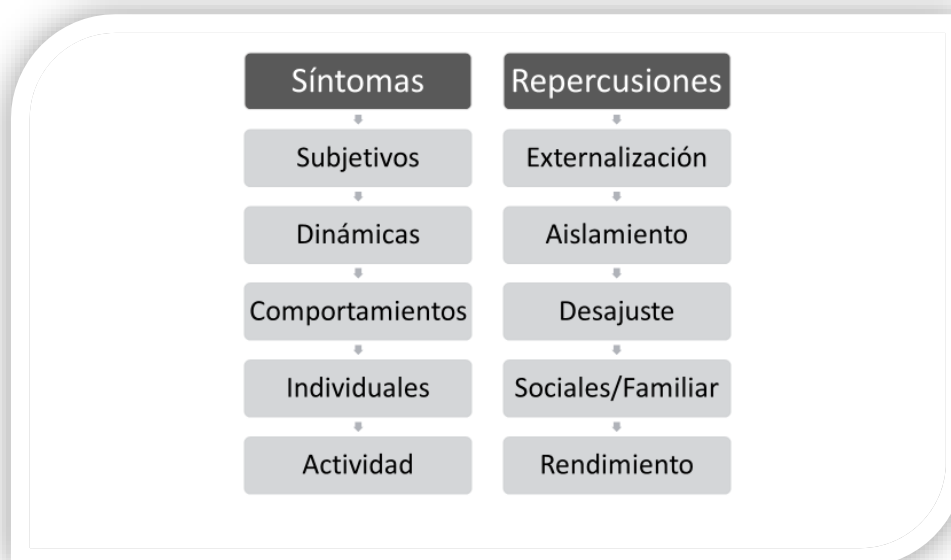 Síntomas
Subjetivos
Dinámicas
Comportamientos
Individuales
Actividad
Repercusiones
Externalización
Aislamiento
Desajuste
Sociales/Familiar
Rendimiento